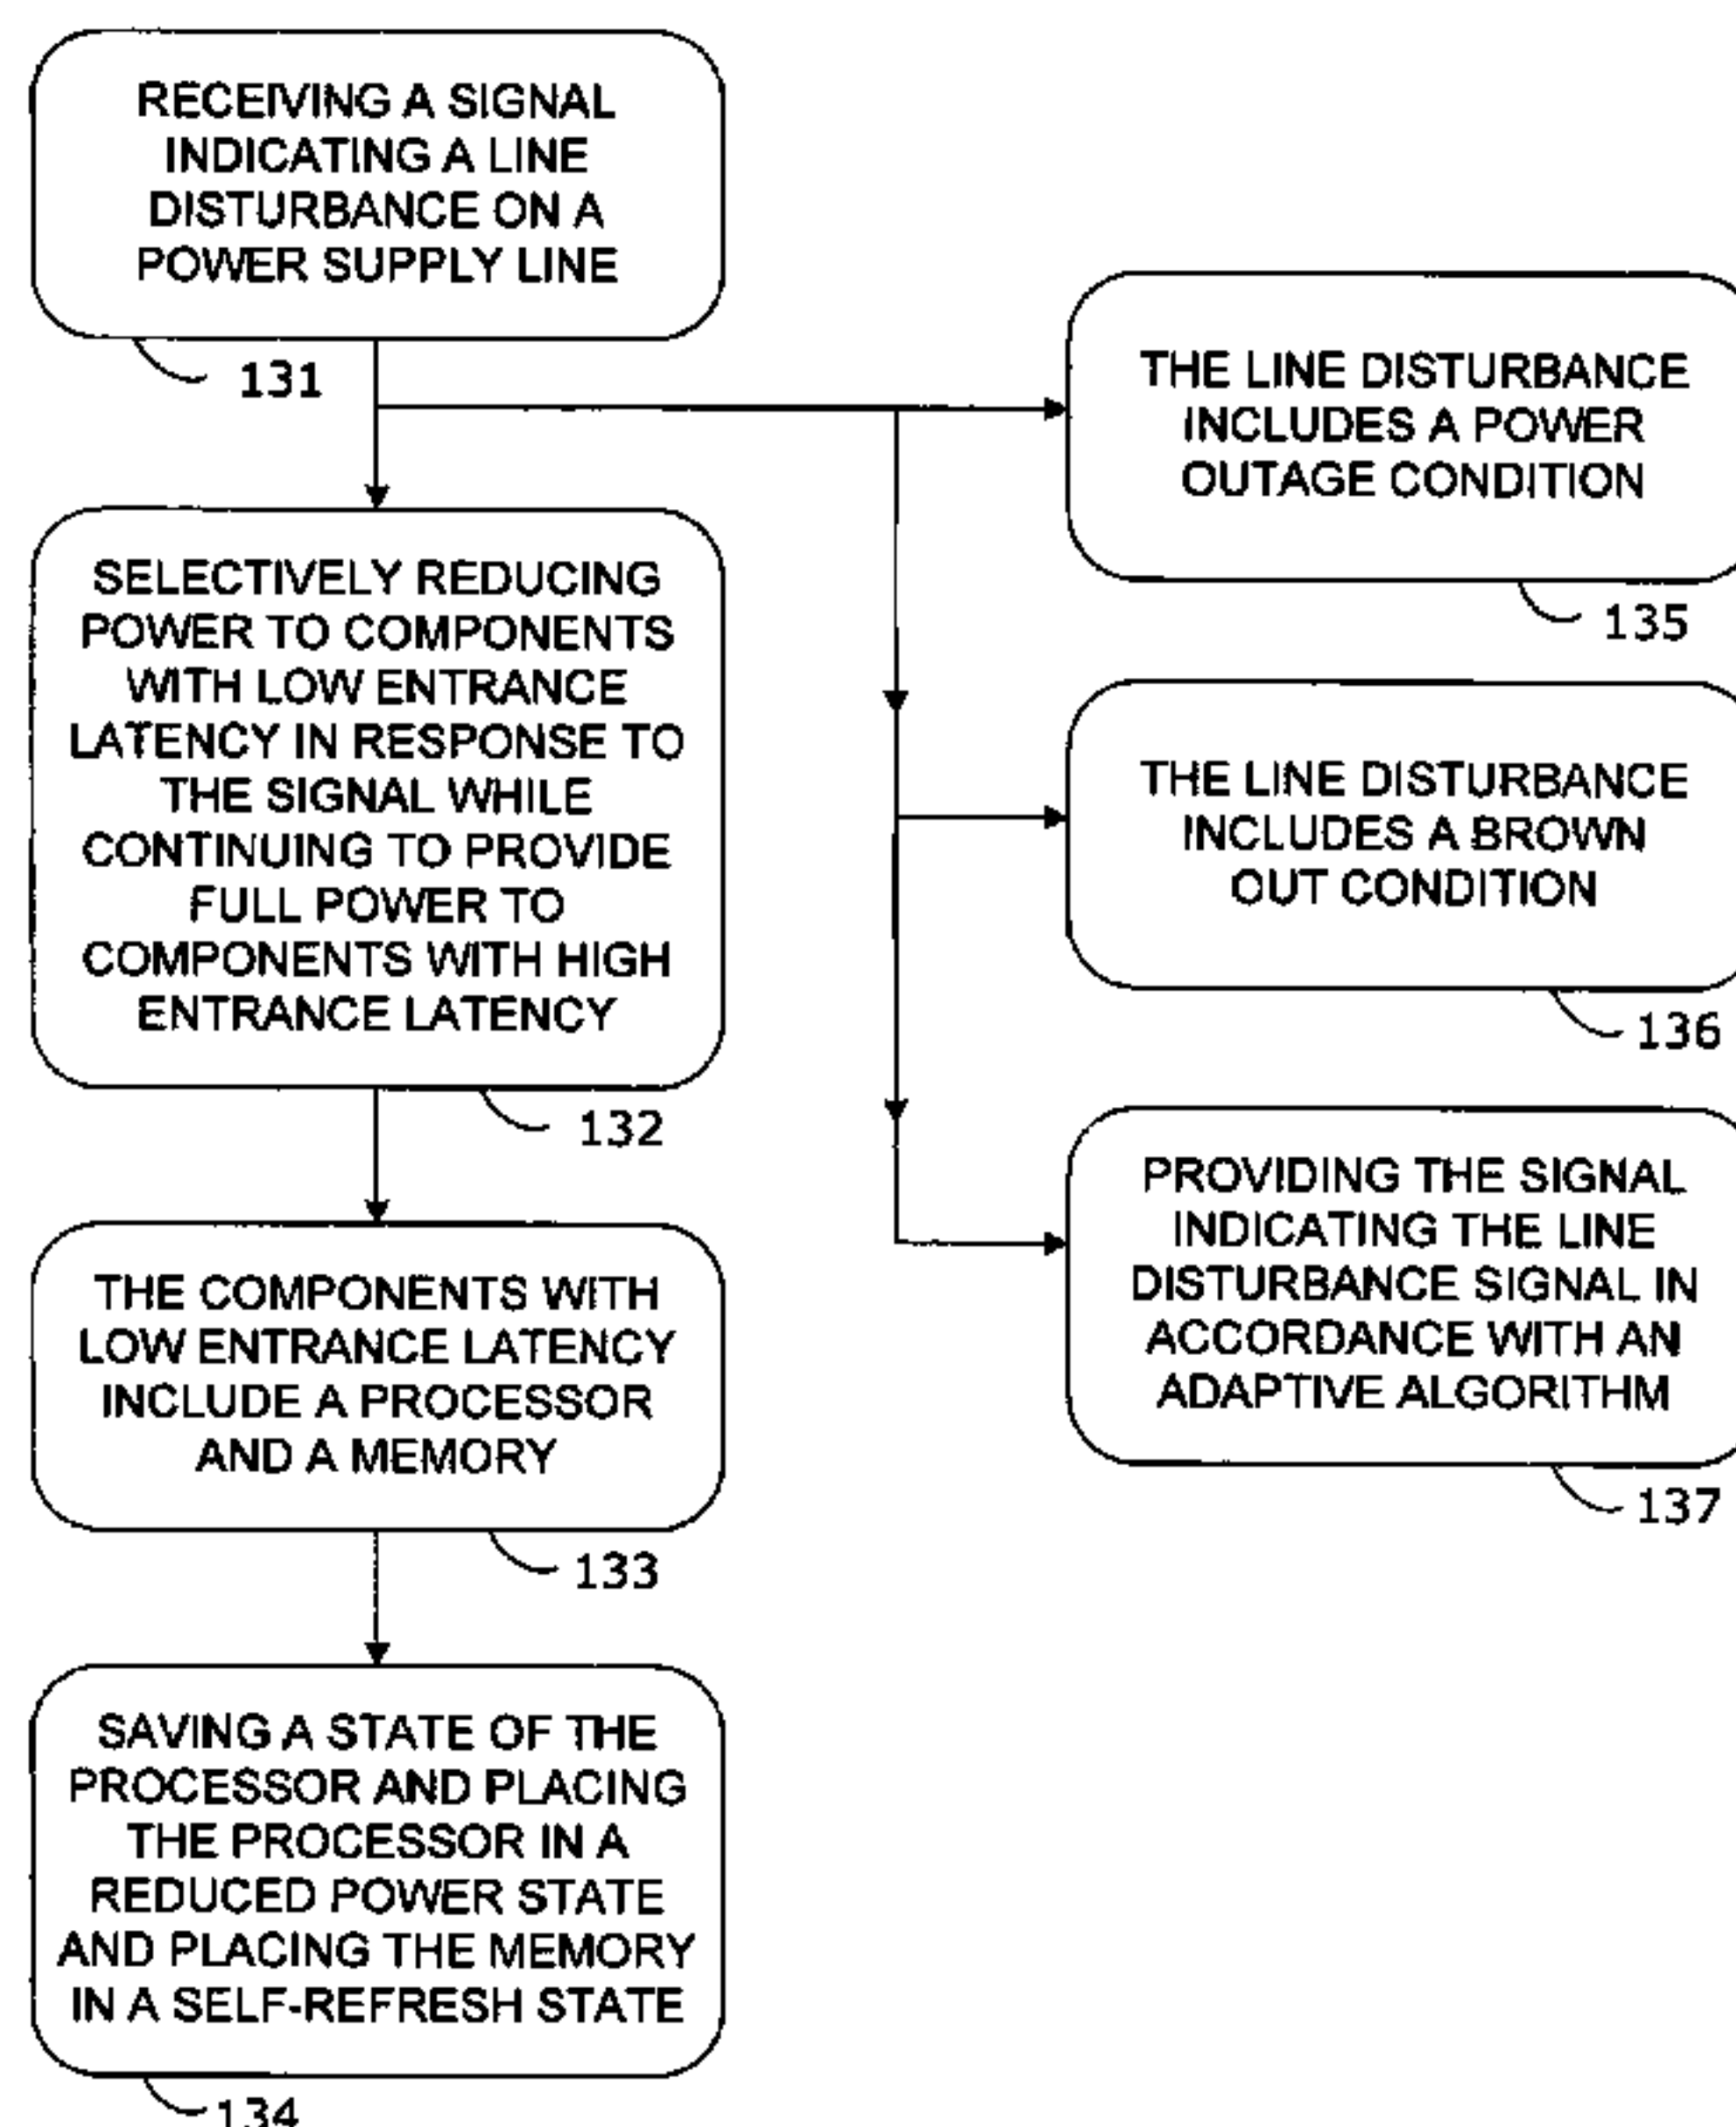 RECEIVING A SIGNAL
INDICATING A LINE
DISTURBANCE ON A
POWER SUPPLY LINE
131
SELECTIVELY REDUCING
POWER TO COMPONENTS
WITH LOW ENTRANCE
LATENCY IN RESPONSE TO
THE SIGNAL WHILE
CONTINUING TO PROVIDE
FULL POWER TO
COMPONENTS WITH HIGH
ENTRANCE LATENCY
132
THE COMPONENTS WITH
LOW ENTRANCE LATENCY
INCLUDE A PROCESSOR
AND A MEMORY
133
SAVING A STATE OF THE
PROCESSOR AND PLACING
THE PROCESSOR IN A
REDUCED POWER STATE
AND PLACING THE MEMORY
IN A SELF-REFRESH STATE
134
THE LINE DISTURBANCE
INCLUDES A POWER
OUTAGE CONDITION
135
THE LINE DISTURBANCE
INCLUDES A BROWN
OUT CONDITION
136
PROVIDING THE SIGNAL
INDICATING THE LINE
DISTURBANCE SIGNAL IN
ACCORDANCE WITH AN
ADAPTIVE ALGORITHM
137